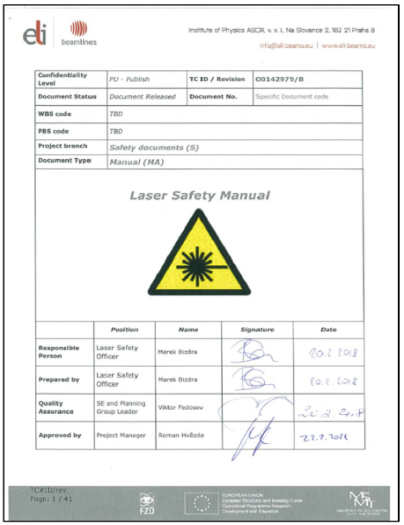 eli beamlines
Institute of Physics ASCR, v. v. i., Na Slovance 2, 182 21 Praha 8
info@eli-beams.eu | www.eli-beams.eu
Confidentiality Level PU - Publish TC ID / Revision 00142979/B
Document Status Document Released Document No. Specific Document code
WBS code TBD
PBS code TBD
Project branch Safety documents (S)
Document Type Manual (MA)
Laser Safety Manual
Position Name Signature Date
Responsible Person Laser Safety Officer Marek Bizdra 20.2.2018
Prepared by Laser Safety Officer Marek Bizdra 20.2.2018
Quality Assurance SE and Planning Group Leader Viktor Fedosov 20.2.2018
Approved by Project Manager Roman Hvězda
TC#ID/rev.
Page: 1 / 41
FZÚ
EUROPEAN UNION
European Structural and Investing Funds
Operational Programme Research,
Development and Education